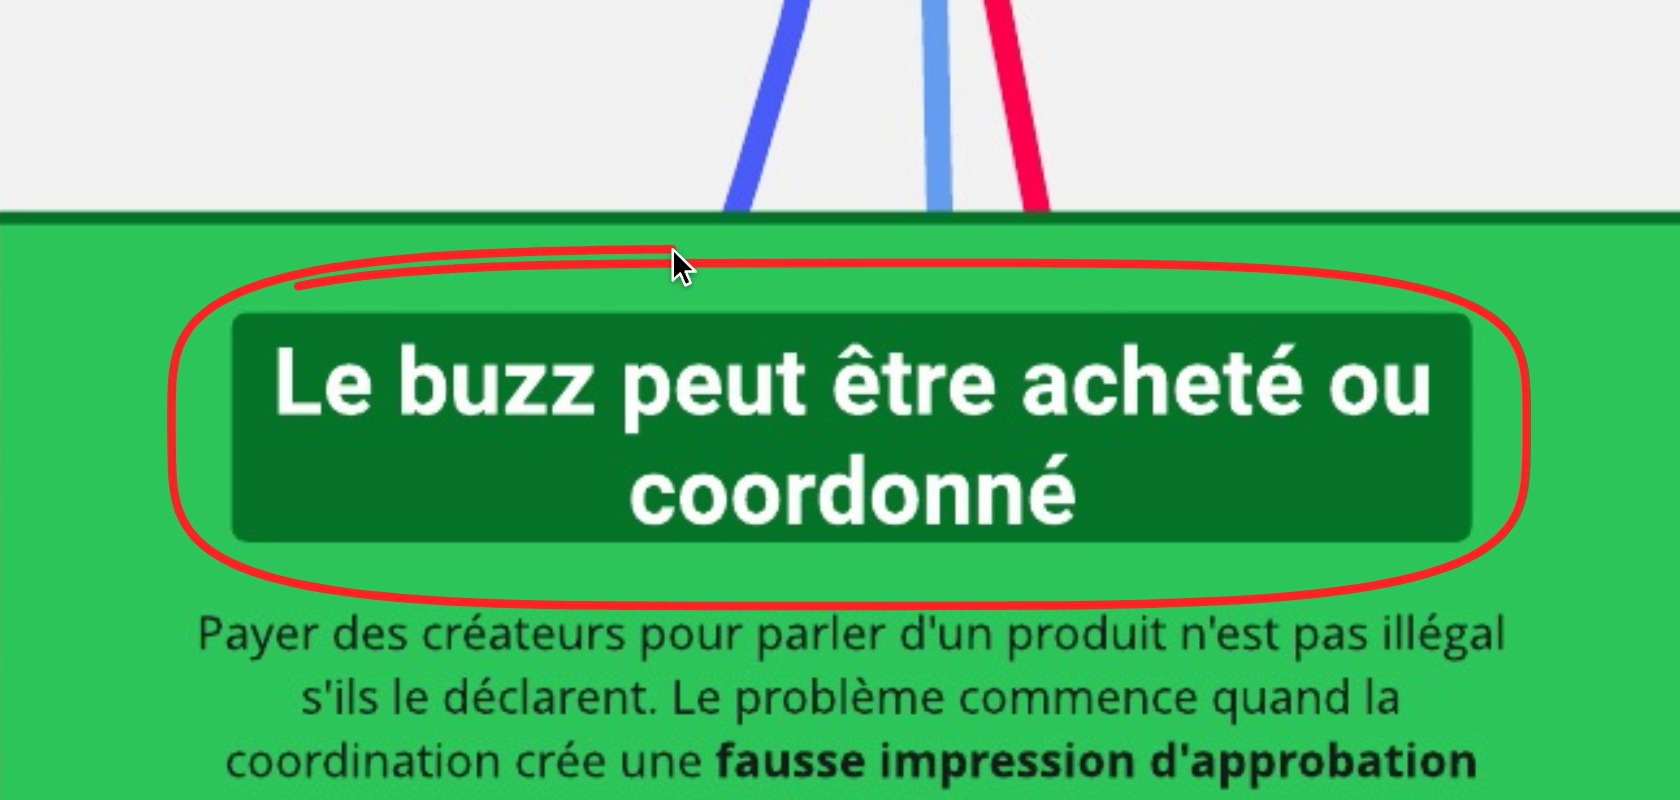 Le buzz peut être acheté ou
coordonné
Payer des créateurs pour parler d'un produit n'est pas illégal
s'ils le déclarent. Le problème commence quand la
coordination crée une fausse impression d'approbation